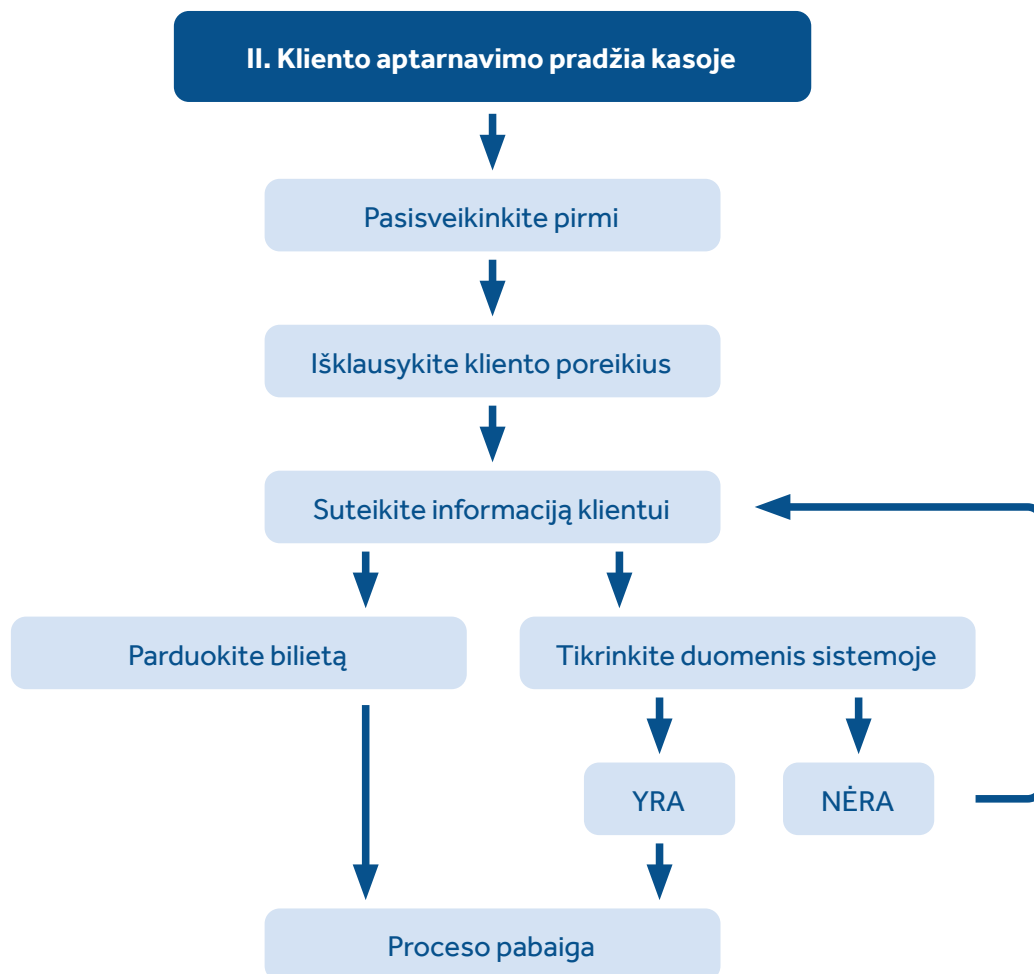 II. Kliento aptarnavimo pradžia kasoje
Pasisveikinkite pirmi
Išklausykite kliento poreikius
Suteikite informaciją klientui
Parduokite bilietą
Tikrinkite duomenis sistemoje
YRA
NĖRA
Proceso pabaiga